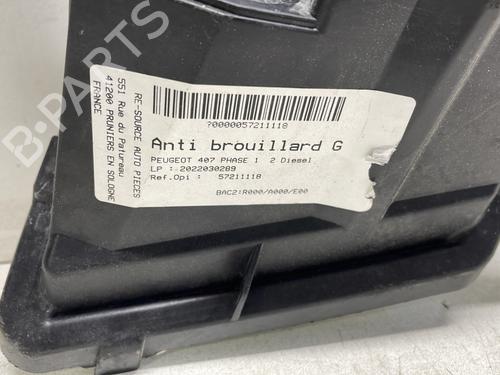 ?0000057211118
Anti brouillard G
PEUGEOT 407 PHASE 1 2 Diesel
LP : 2022030289
Ref.Opi : 57211118
BAC2:R000/A000/E00
RE-SOURCE AUTO PIECES
551 Rue du Patureau
41200 PRUNIERS EN SOLOGNE
FRANCE
B-PARTS